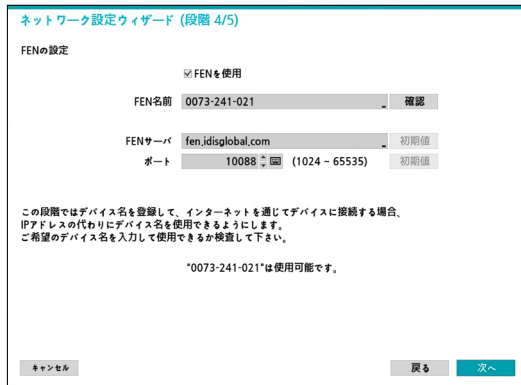 ネットワーク設定ウィザード (段階 4/5)
FENの設定
FENを使用
FEN名前 0073-241-021 確認
FENサーバ fen.idisglobal.com 初期値
ポート 10088 (1024 ~ 65535) 初期値
この段階ではデバイス名を登録して、インターネットを通じてデバイスに接続する場合、
IPアドレスの代わりにデバイス名を使用できるようにします。
ご希望のデバイス名を入力して使用できるか検査して下さい。
"0073-241-021"は使用可能です。
キャンセル 戻る 次へ